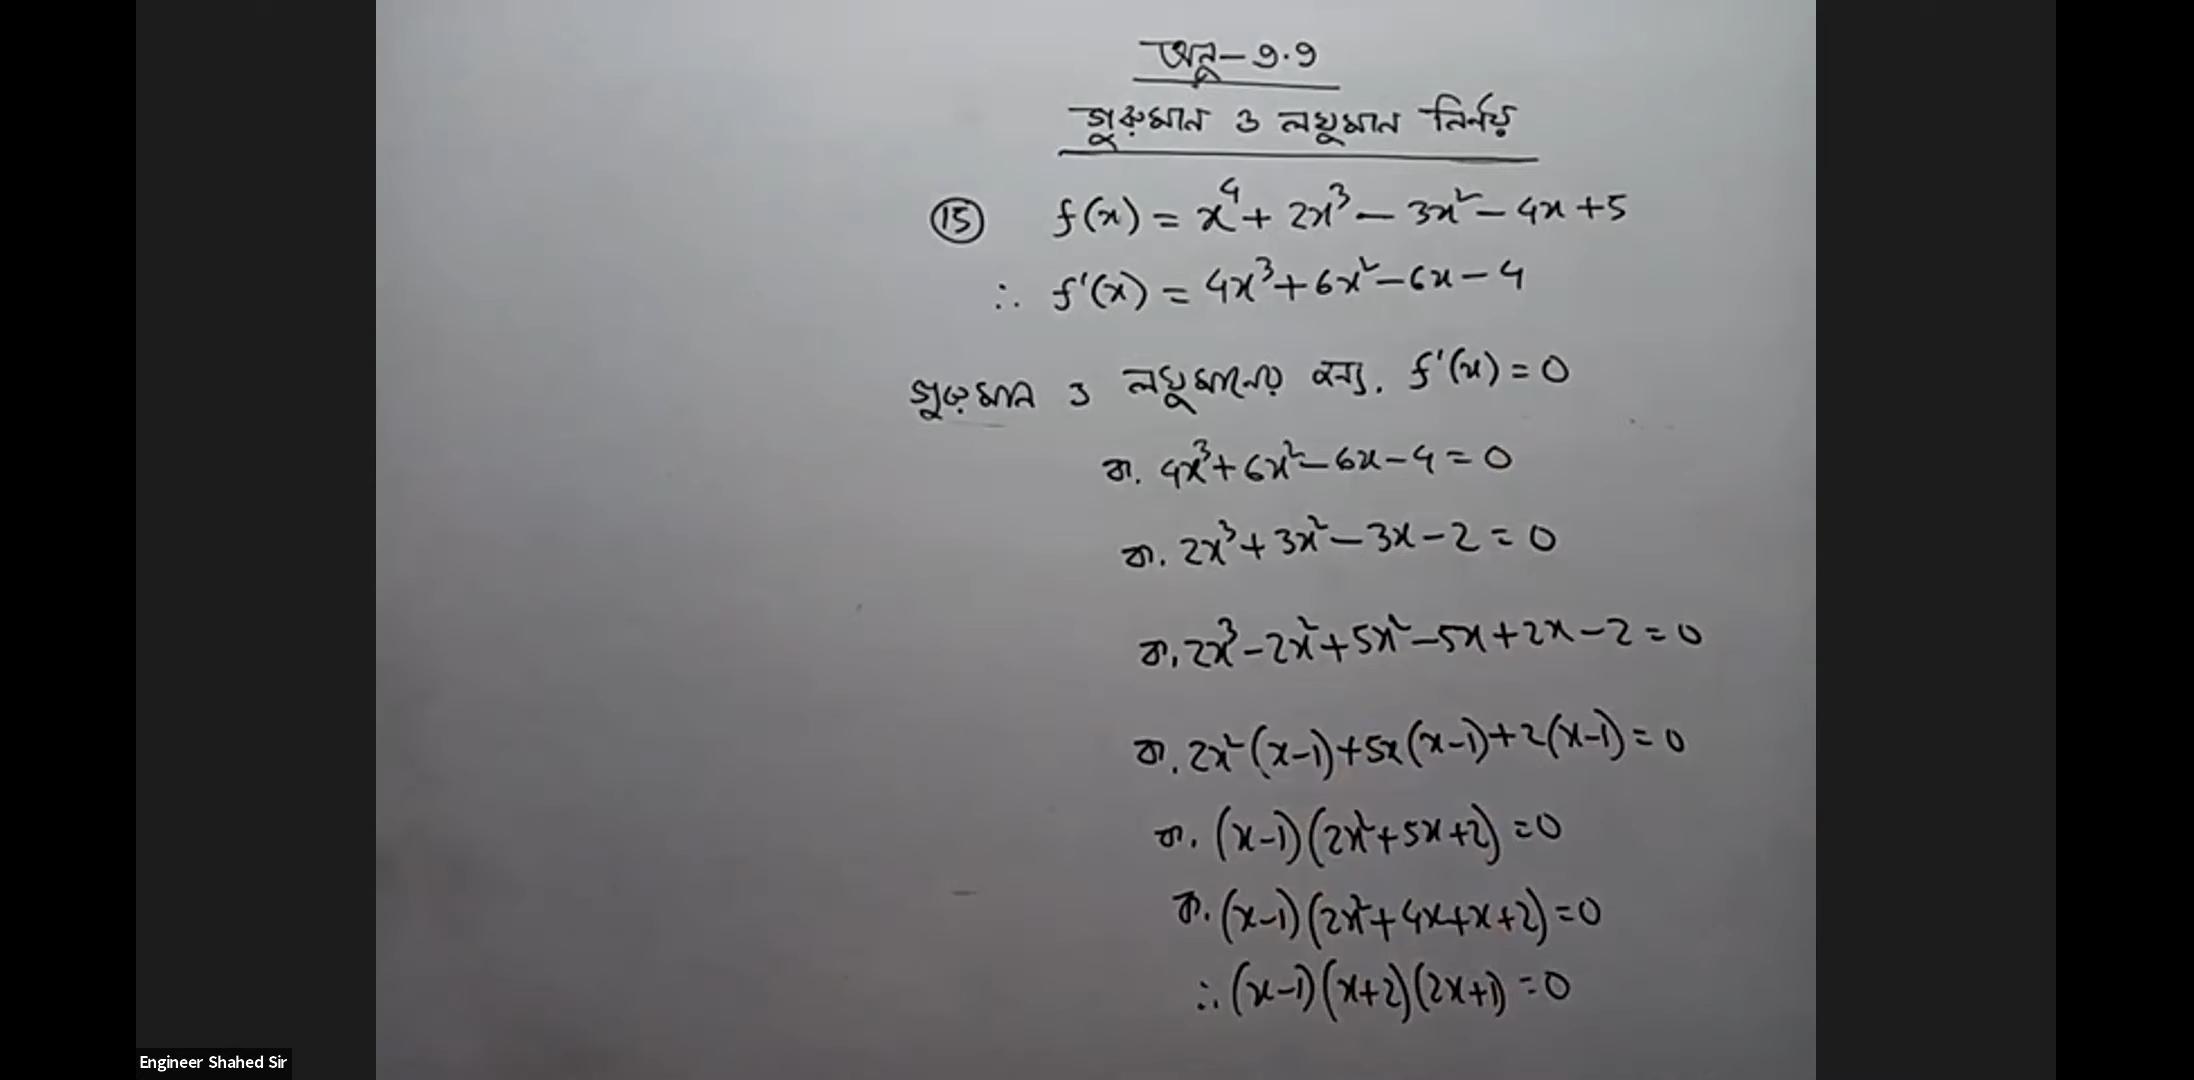 অনু-৯.৯
গুরুমান ও লঘুমান নির্নয়
(15) f(x) = x⁴ + 2x³ - 3x² - 4x + 5
∴ f'(x) = 4x³ + 6x² - 6x - 4
গুরুমান ও লঘুমানের জন্য. f'(x) = 0
বা. 4x³ + 6x² - 6x - 4 = 0
বা. 2x³ + 3x² - 3x - 2 = 0
বা. 2x³ - 2x² + 5x² - 5x + 2x - 2 = 0
বা. 2x² (x-1) + 5x (x-1) + 2(x-1) = 0
বা. (x-1) (2x² + 5x + 2) = 0
বা. (x-1) (2x² + 4x + x + 2) = 0
∴ (x-1) (x+2) (2x+1) = 0
Engineer Shahed Sir